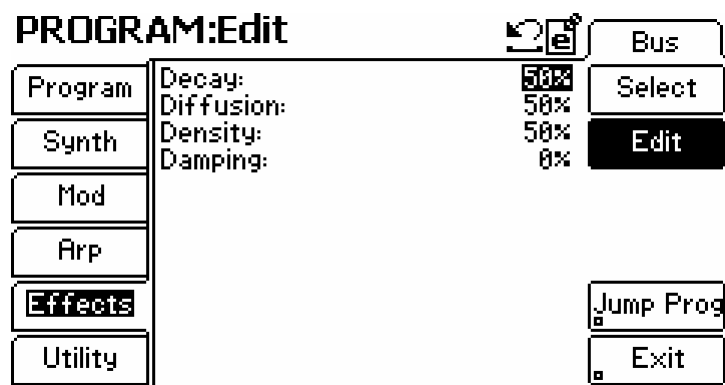 PROGRAM:Edit
e
Bus
Program
Decay: 50%
Select
Diffusion: 50%
Synth
Density: 50%
Edit
Damping: 0%
Mod
Arp
Effects
Jump Prog
Utility
Exit